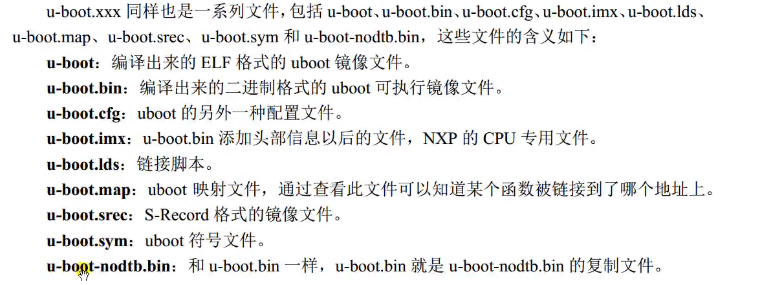 u-boot.xxx 同样也是一系列文件，包括 u-boot、u-boot.bin、u-boot.cfg、u-boot.imx、u-boot.lds、
u-boot.map、u-boot.srec、u-boot.sym 和 u-boot-nodtb.bin，这些文件的含义如下：
u-boot：编译出来的 ELF 格式的 uboot 镜像文件。
u-boot.bin：编译出来的二进制格式的 uboot 可执行镜像文件。
u-boot.cfg：uboot 的另外一种配置文件。
u-boot.imx：u-boot.bin 添加头部信息以后的文件，NXP 的 CPU 专用文件。
u-boot.lds：链接脚本。
u-boot.map：uboot 映射文件，通过查看此文件可以知道某个函数被链接到了哪个地址上。
u-boot.srec：S-Record 格式的镜像文件。
u-boot.sym：uboot 符号文件。
u-boot-nodtb.bin：和 u-boot.bin 一样，u-boot.bin 就是 u-boot-nodtb.bin 的复制文件。